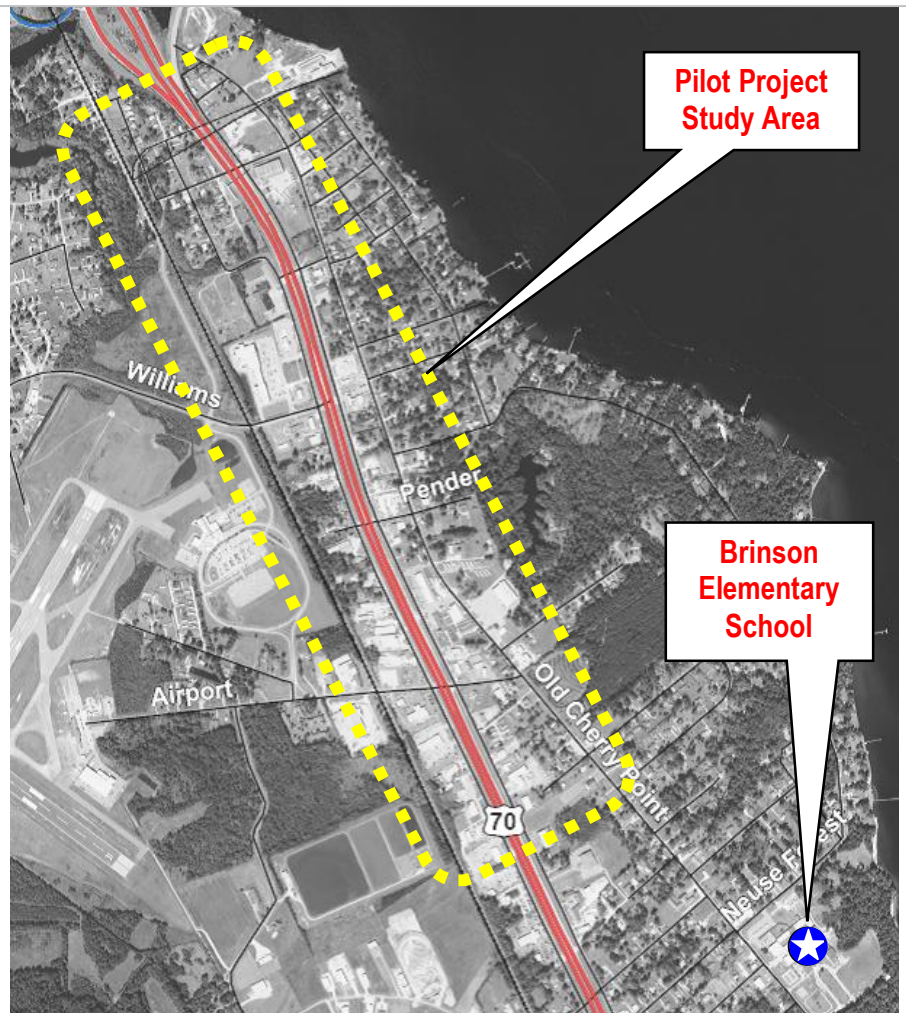 Pilot Project
Study Area
Williams
Pender
Brinson
Elementary
School
Airport
Old Cherry Point
70
Neuse Forest